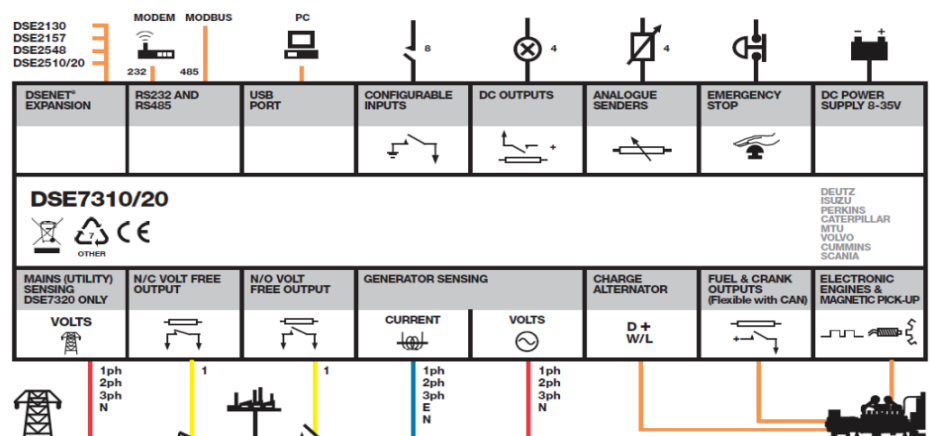 DSE2130
DSE2157
DSE2548
DSE2510/20
MODEM
MODBUS
PC
232
485
8
4
4
- +
DSENET®
EXPANSION
RS232 AND
RS485
USB
PORT
CONFIGURABLE
INPUTS
DC OUTPUTS
ANALOGUE
SENDERS
EMERGENCY
STOP
DC POWER
SUPPLY 8-35V
+
DSE7310/20
7
OTHER
CE
DEUTZ
ISUZU
PERKINS
CATERPILLAR
MTU
VOLVO
CUMMINS
SCANIA
MAINS (UTILITY)
SENSING
DSE7320 ONLY
VOLTS
N/C VOLT FREE
OUTPUT
N/O VOLT
FREE OUTPUT
GENERATOR SENSING
CURRENT
VOLTS
CHARGE
ALTERNATOR
D+
W/L
FUEL & CRANK
OUTPUTS
(Flexible with CAN)
+
ELECTRONIC
ENGINES &
MAGNETIC PICK-UP
1ph
2ph
3ph
N
1
1
1ph
2ph
3ph
E
N
1ph
2ph
3ph
N